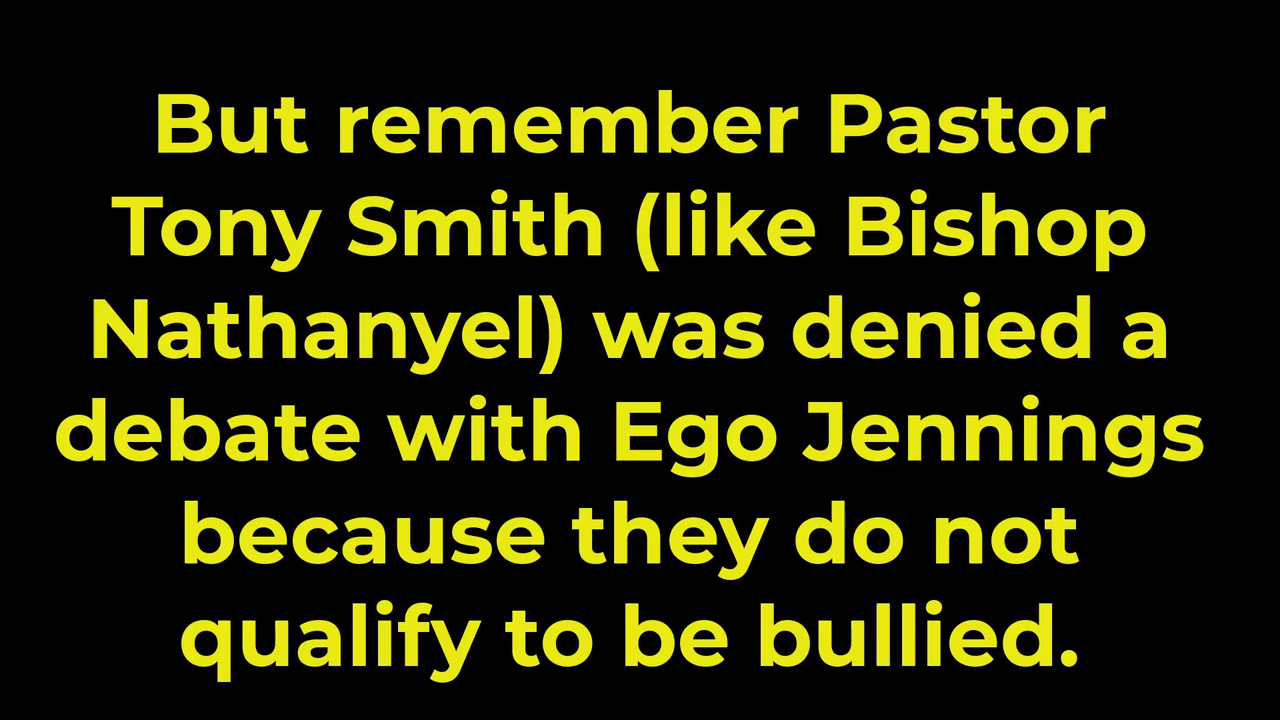 But remember Pastor
Tony Smith (like Bishop
Nathanyel) was denied a
debate with Ego Jennings
because they do not
qualify to be bullied.